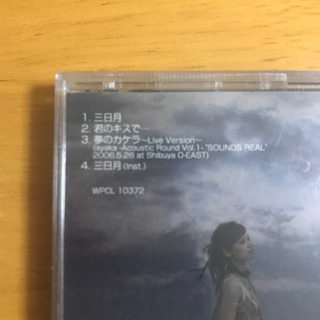 1. 三日月
2. 君のキスで…
3. 夢のカケラ~Live Version~
(ayaka-Acoustic Round Vol.1- "SOUNDS REAL"
2006.5.26 at Shibuya O-EAST)
4. 三日月(Inst.)
WPCL 10372